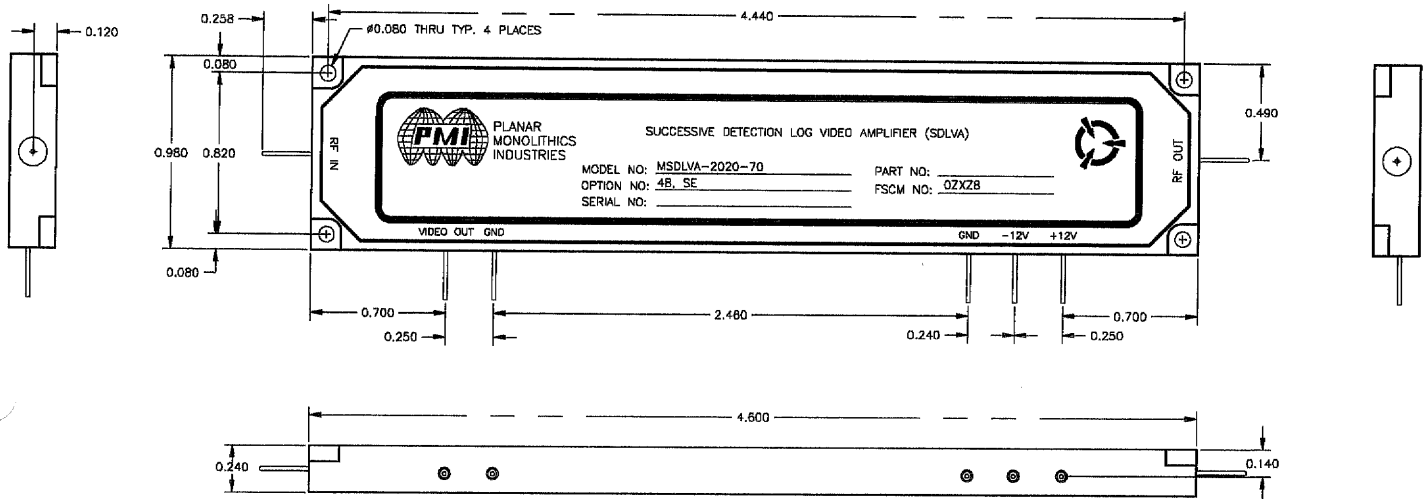 0.258
4.440
0.120
ø0.080 THRU TYP. 4 PLACES
0.080
0.980
0.820
0.080
0.490
RF IN
PMI
PLANAR
MONOLITHICS
INDUSTRIES
SUCCESSIVE DETECTION LOG VIDEO AMPLIFIER (SDLVA)
MODEL NO: MSDLVA-2020-70
PART NO:
OPTION NO: 4B, SE
FSCM NO: 0ZXZ8
SERIAL NO:
RF OUT
VIDEO OUT GND
GND -12V +12V
0.700
2.460
0.700
0.250
0.240
0.250
4.600
0.240
0.140